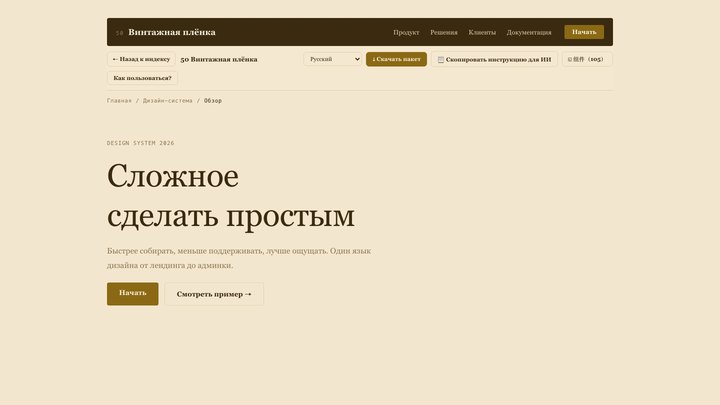 50 Винтажная плёнка
Продукт Решения Клиенты Документация Начать
← Назад к индексу 50 Винтажная плёнка Русский ↓ Скачать пакет 📋 Скопировать инструкцию для ИИ 组件 (105)
Как пользоваться?
Главная / Дизайн-система / Обзор
DESIGN SYSTEM 2026
Сложное
сделать простым
Быстрее собирать, меньше поддерживать, лучше ощущать. Один язык
дизайна от лендинга до админки.
Начать Смотреть пример →